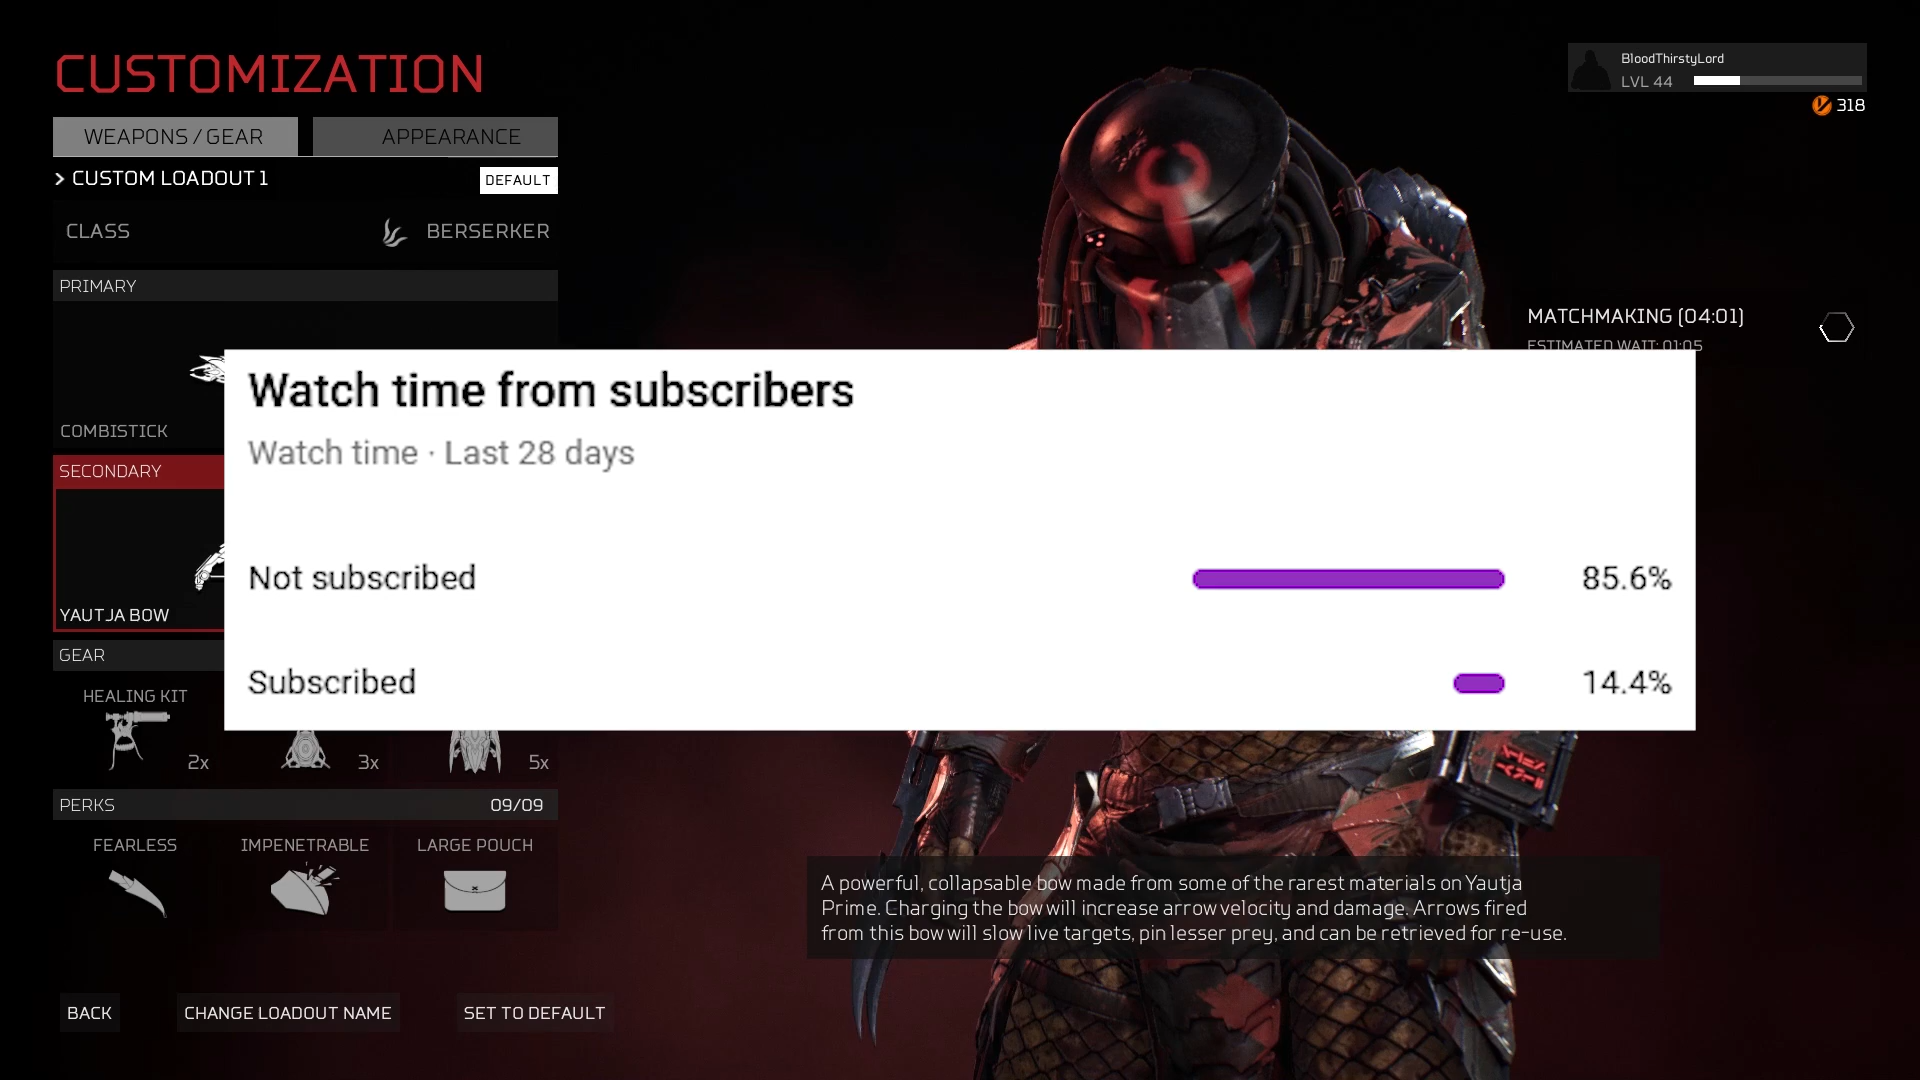 CUSTOMIZATION
WEAPONS / GEAR
APPEARANCE
> CUSTOM LOADOUT 1
DEFAULT
CLASS
BERSERKER
PRIMARY
COMBISTICK
SECONDARY
YAUTJA BOW
GEAR
HEALING KIT
2x
3x
5x
PERKS
09/09
FEARLESS
IMPENETRABLE
LARGE POUCH
BACK
CHANGE LOADOUT NAME
SET TO DEFAULT
BloodThirstyLord
LVL 44
318
MATCHMAKING (04:01)
ESTIMATED WAIT: 01:05
Watch time from subscribers
Watch time · Last 28 days
Not subscribed
85.6%
Subscribed
14.4%
A powerful, collapsable bow made from some of the rarest materials on Yautja
Prime. Charging the bow will increase arrow velocity and damage. Arrows fired
from this bow will slow live targets, pin lesser prey, and can be retrieved for re-use.